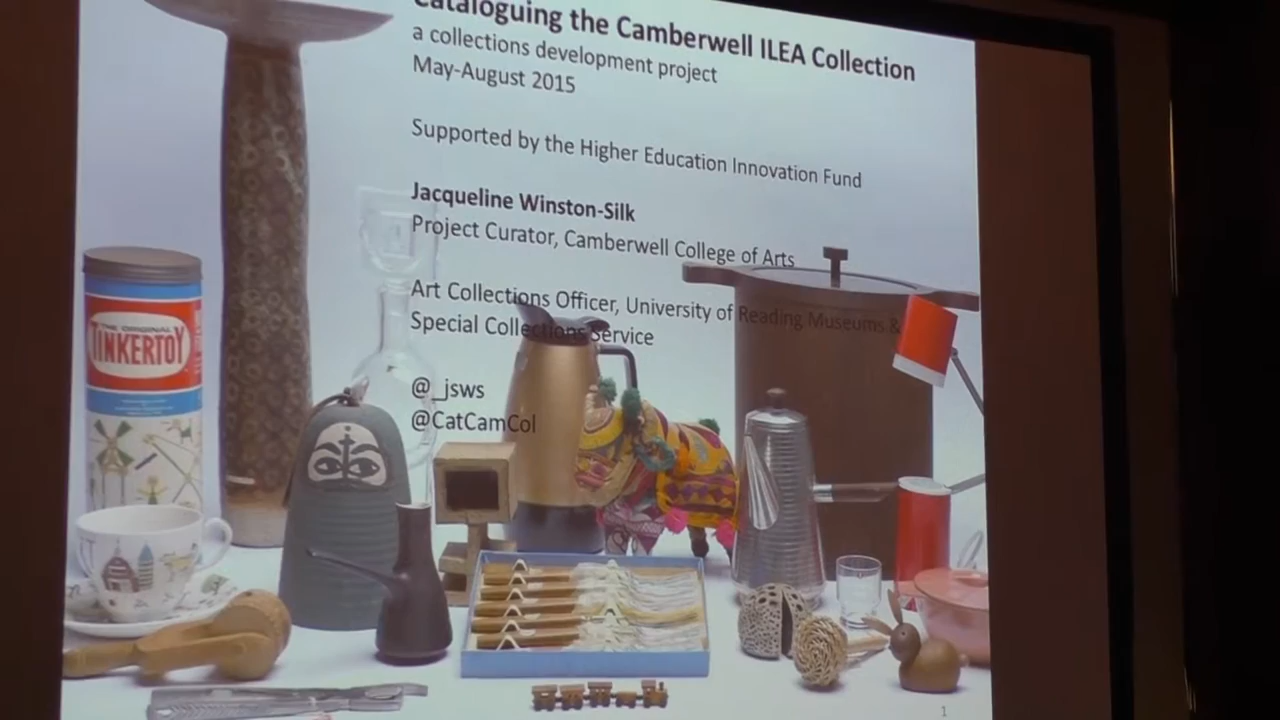 Cataloguing the Camberwell ILEA Collection
a collections development project
May-August 2015
Supported by the Higher Education Innovation Fund
Jacqueline Winston-Silk
Project Curator, Camberwell College of Arts
Art Collections Officer, University of Reading Museums &
Special Collections Service
@_jsws
@CatCamCol
THE ORIGINAL
TINKERTOY
1